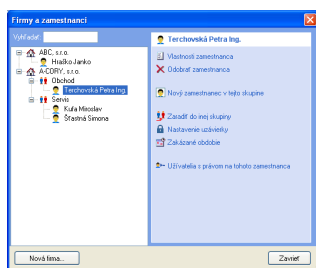 Firmy a zamestnanci
Vyhľadať:
ABC, s.r.o.
Hraško Janko
A-CORY, s.r.o.
Obchod
Terchovská Petra Ing.
Servis
Kufa Miroslav
Šťastná Simona
Terchovská Petra Ing.
Vlastnosti zamestnanca
Odobrať zamestnanca
Nový zamestnanec v tejto skupine
Zaradiť do inej skupiny
Nastavenie uzávierky
Zakázané obdobie
Užívatelia s právom na tohoto zamestnanca
Nová firma...
Zavrieť